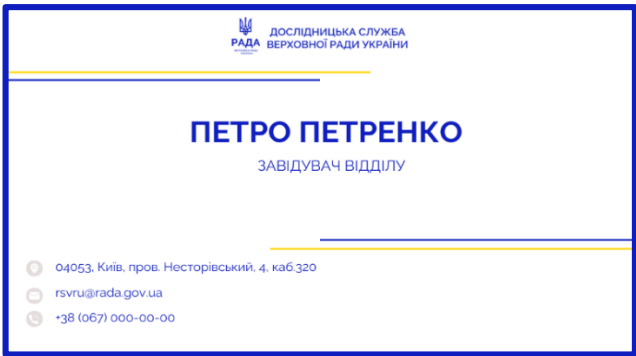 ДОСЛІДНИЦЬКА СЛУЖБА
РАДА ВЕРХОВНОЇ РАДИ УКРАЇНИ
ПЕТРО ПЕТРЕНКО
ЗАВІДУВАЧ ВІДДІЛУ
04053, Київ, пров. Несторівський, 4, каб.320
rsvru@rada.gov.ua
+38 (067) 000-00-00